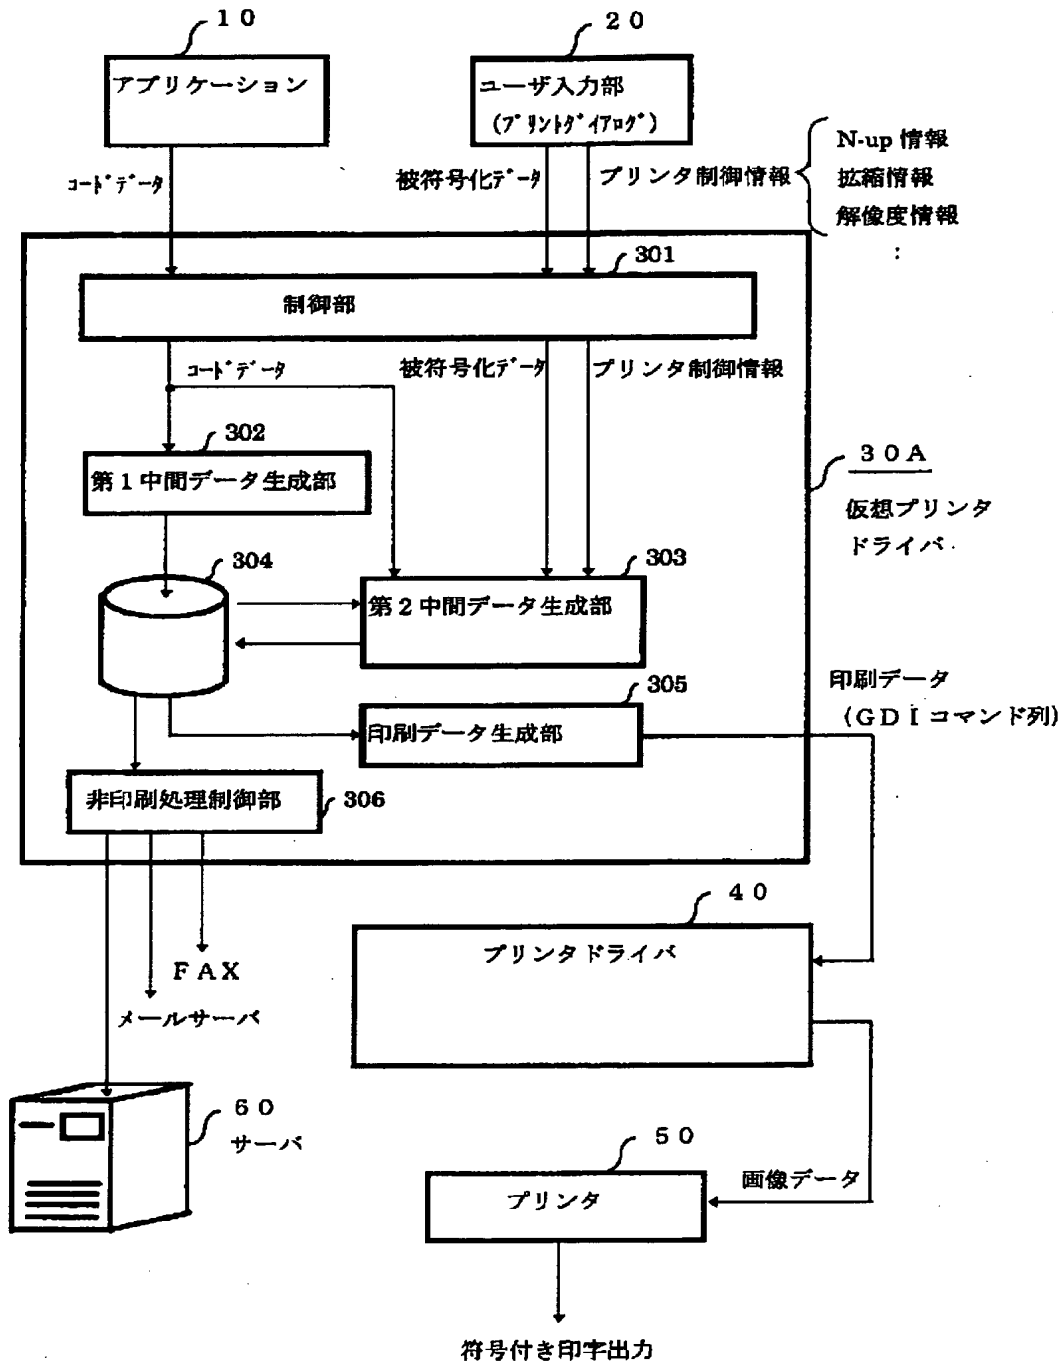 １０
２０
アプリケーション
ユーザ入力部
(プリントダイアログ)
N-up 情報
拡縮情報
解像度情報
:
コードデータ
被符号化データ
プリンタ制御情報
301
制御部
コードデータ
被符号化データ
プリンタ制御情報
302
第1中間データ生成部
３０A
仮想プリンタ
ドライバ
304
303
第2中間データ生成部
305
印刷データ生成部
印刷データ
(GDIコマンド列)
非印刷処理制御部
306
FAX
メールサーバ
４０
プリンタドライバ
６０
サーバ
５０
プリンタ
画像データ
符号付き印字出力